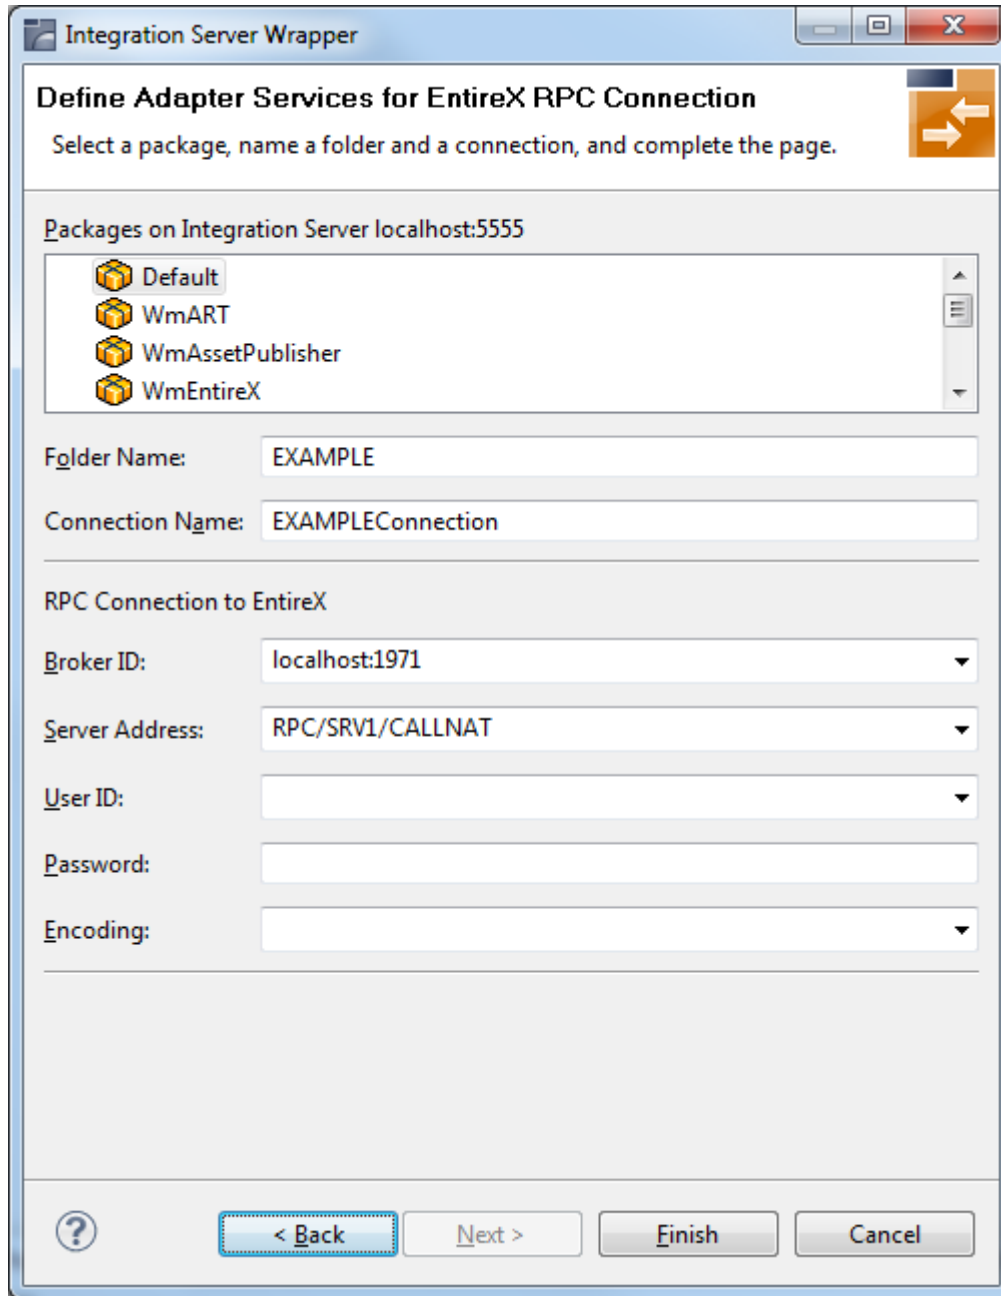 Integration Server Wrapper
Define Adapter Services for EntireX RPC Connection
Select a package, name a folder and a connection, and complete the page.
Packages on Integration Server localhost:5555
Default
WmART
WmAssetPublisher
WmEntireX
Folder Name: EXAMPLE
Connection Name: EXAMPLEConnection
RPC Connection to EntireX
Broker ID: localhost:1971
Server Address: RPC/SRV1/CALLNAT
User ID:
Password:
Encoding:
? < Back Next > Finish Cancel